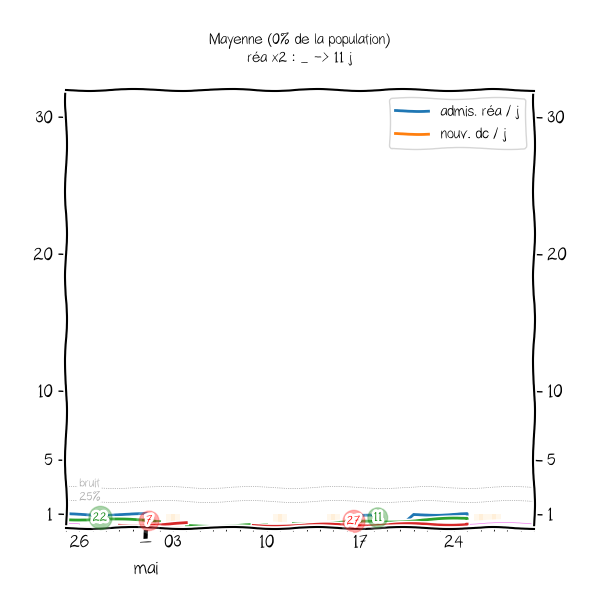 Mayenne (0% de la population)
réa x2 : _ -> 11 j
admis. réa / j
nouv. dc / j
30 30
20 20
10 10
5 5
bruit
25%
1 1
22 7 27 11
26 1 03 10 17 24
mai